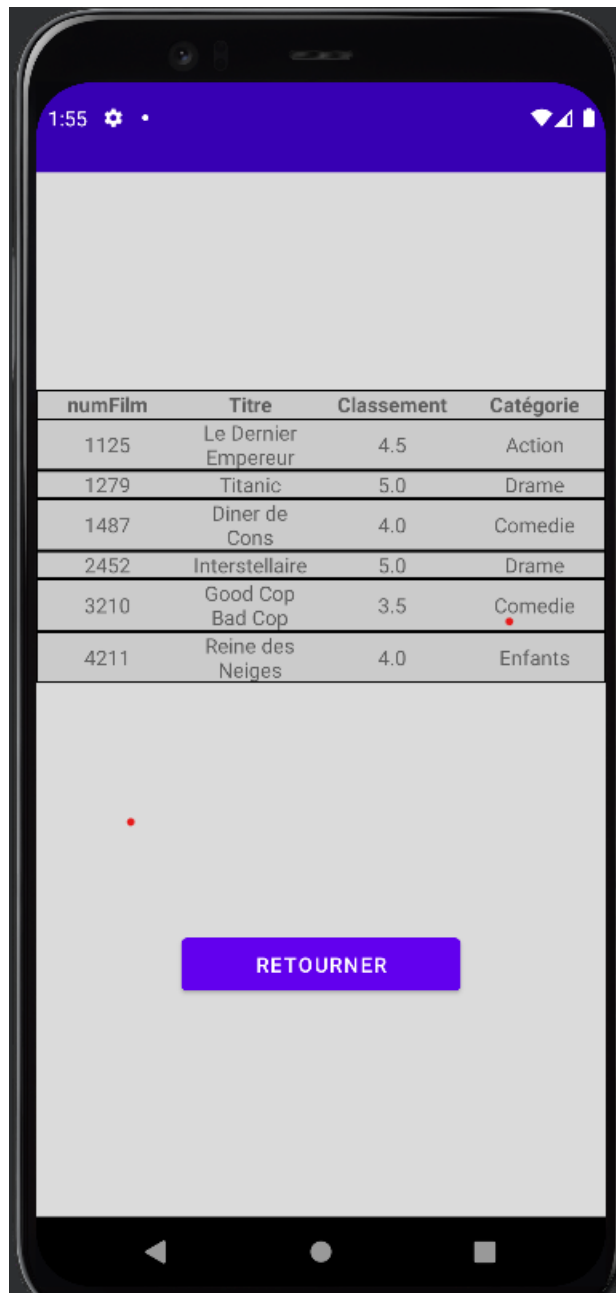 1:55
numFilm Titre Classement Catégorie
1125 Le Dernier Empereur 4.5 Action
1279 Titanic 5.0 Drame
1487 Diner de Cons 4.0 Comedie
2452 Interstellaire 5.0 Drame
3210 Good Cop Bad Cop 3.5 Comedie
4211 Reine des Neiges 4.0 Enfants
RETOURNER